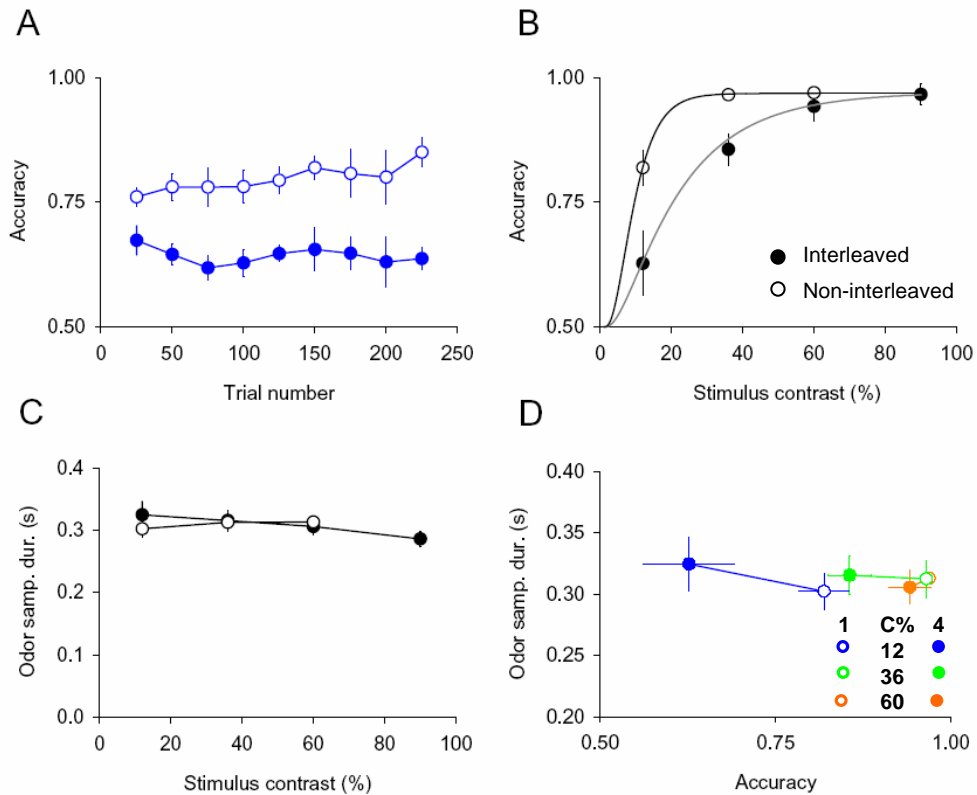 A
1.00
0.75
0.50
Accuracy
0 50 100 150 200 250
Trial number
B
1.00
0.75
0.50
Accuracy
Interleaved
Non-interleaved
0 20 40 60 80 100
Stimulus contrast (%)
C
0.4
0.3
0.2
0.1
0.0
Odor samp. dur. (s)
0 20 40 60 80 100
Stimulus contrast (%)
D
0.40
0.35
0.30
0.25
0.20
Odor samp. dur. (s)
1 C% 4
12
36
60
0.50 0.75 1.00
Accuracy